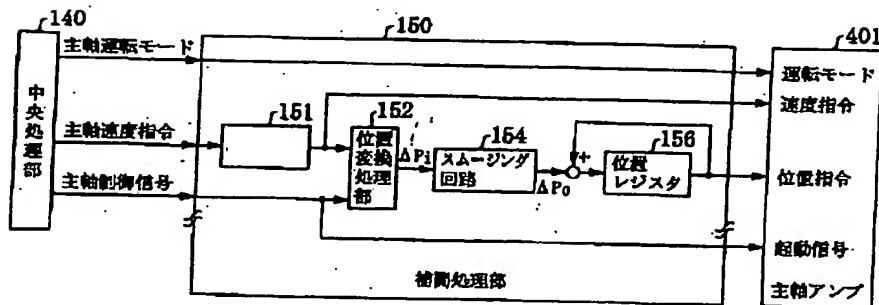 140
中央処理部
主軸運転モード
主軸速度指令
主軸制御信号
150
151
152
位置
変換
処理
部
ΔPi
154
スムージング
回路
ΔPo
+
156
位置
レジスタ
補間処理部
401
運転モード
速度指令
位置指令
起動信号
主軸アンプ